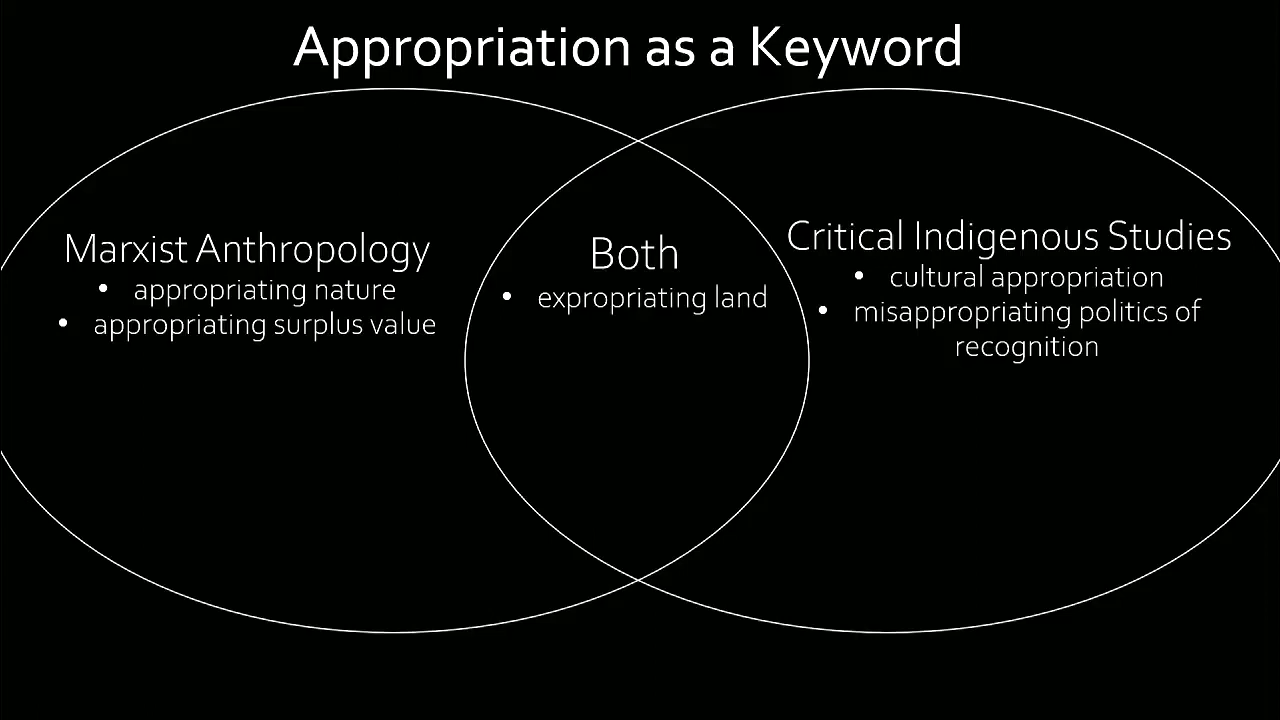 Appropriation as a Keyword
Marxist Anthropology
• appropriating nature
• appropriating surplus value
Both
• expropriating land
Critical Indigenous Studies
• cultural appropriation
• misappropriating politics of
recognition